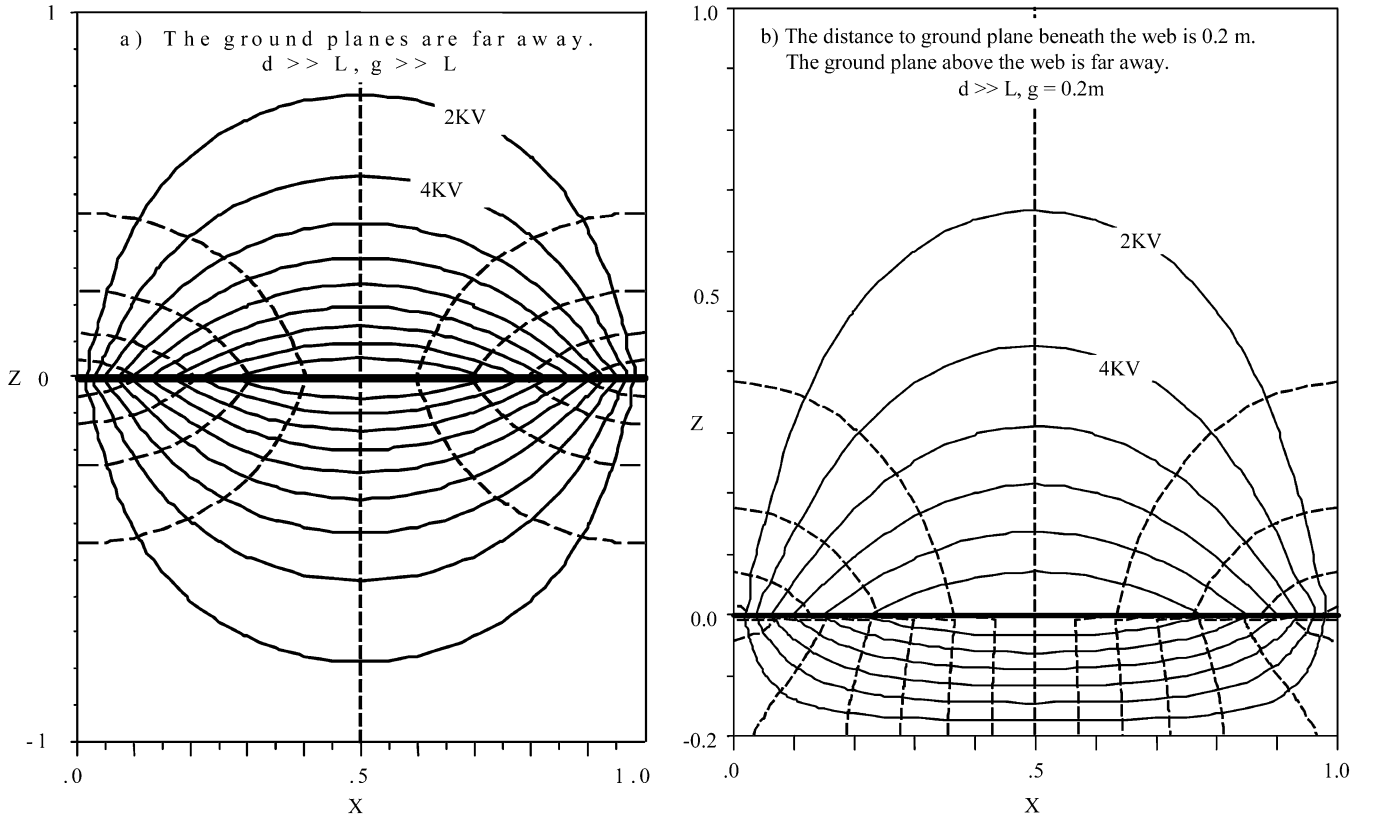 a) The ground planes are far away.
d >> L, g >> L
1
2KV
4KV
Z 0
-1
.0 .5 1.0
X
b) The distance to ground plane beneath the web is 0.2 m.
The ground plane above the web is far away.
d >> L, g = 0.2m
1.0
2KV
0.5
4KV
Z
0.0
-0.2
.0 .5 1.0
X